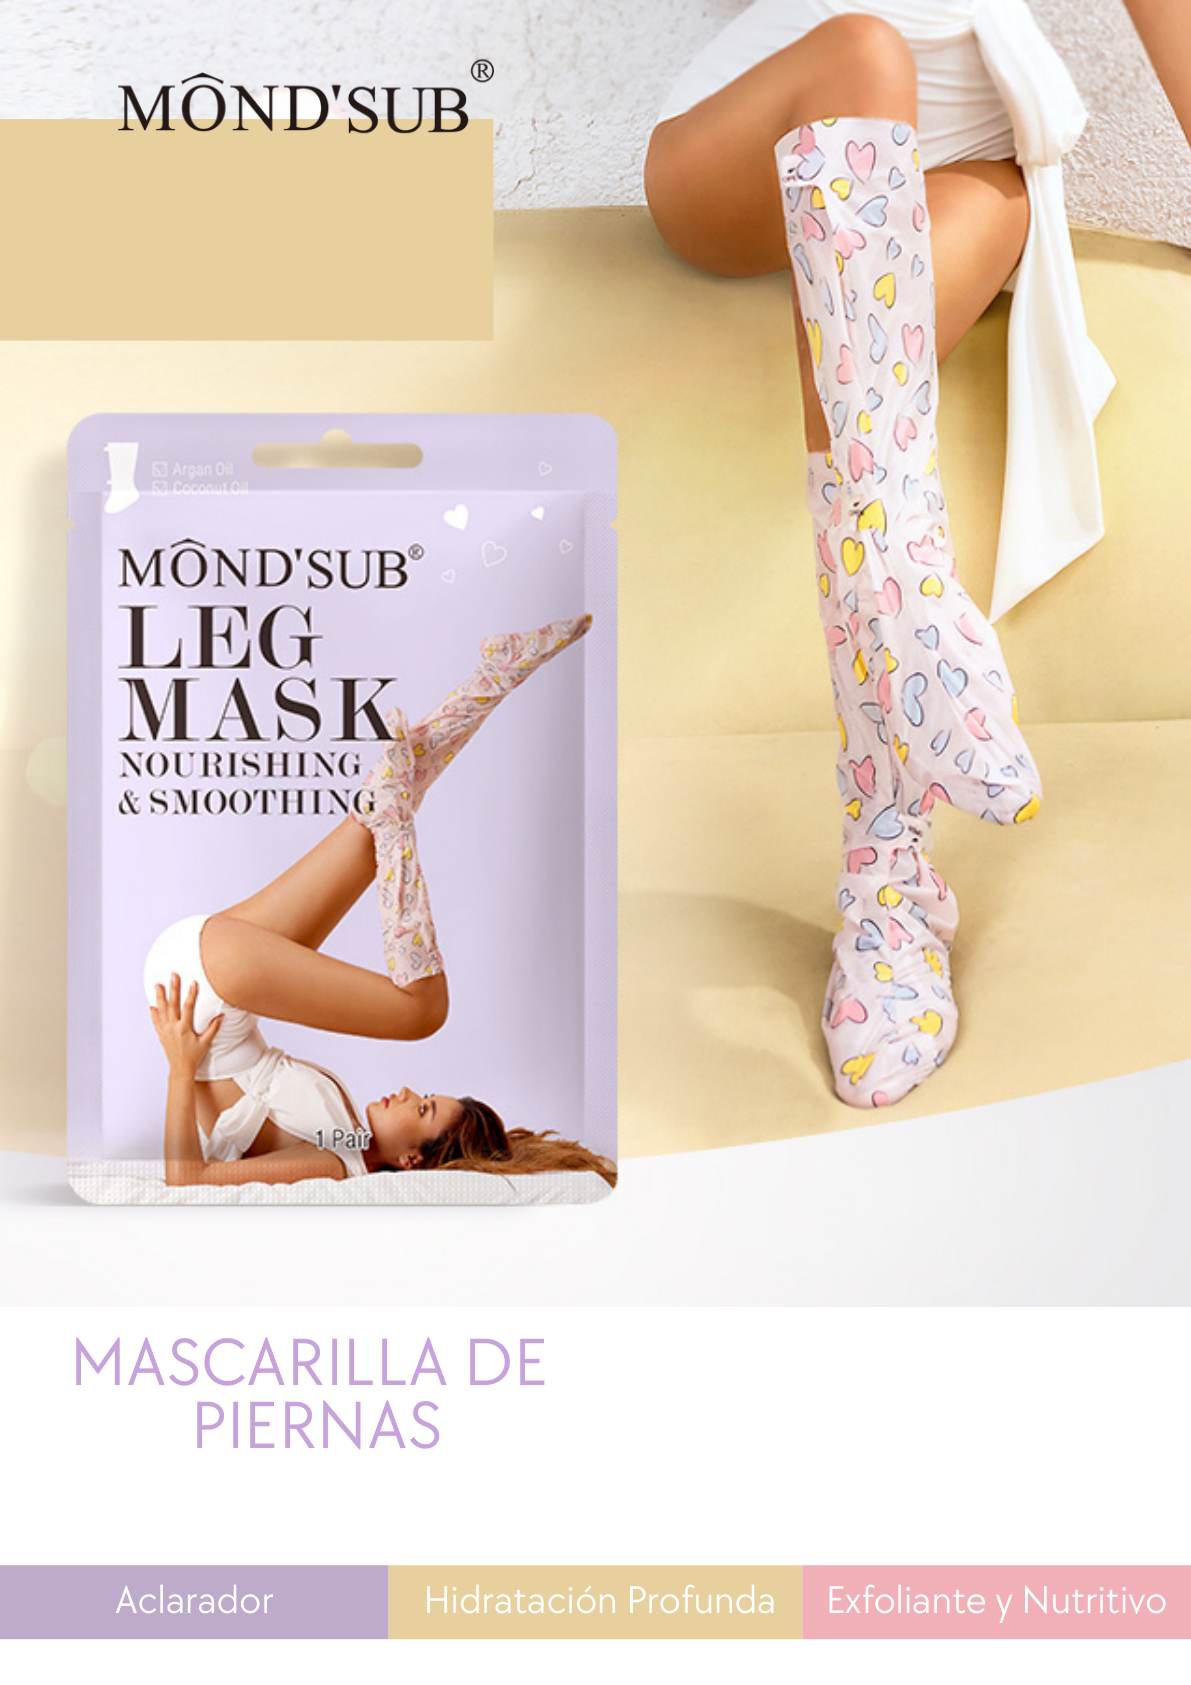 MÔND'SUB®
Argan Oil
Coconut Oil
MÔND'SUB®
LEG
MASK
NOURISHING
& SMOOTHING
1 Pair
MASCARILLA DE
PIERNAS
Aclarador
Hidratación Profunda
Exfoliante y Nutritivo